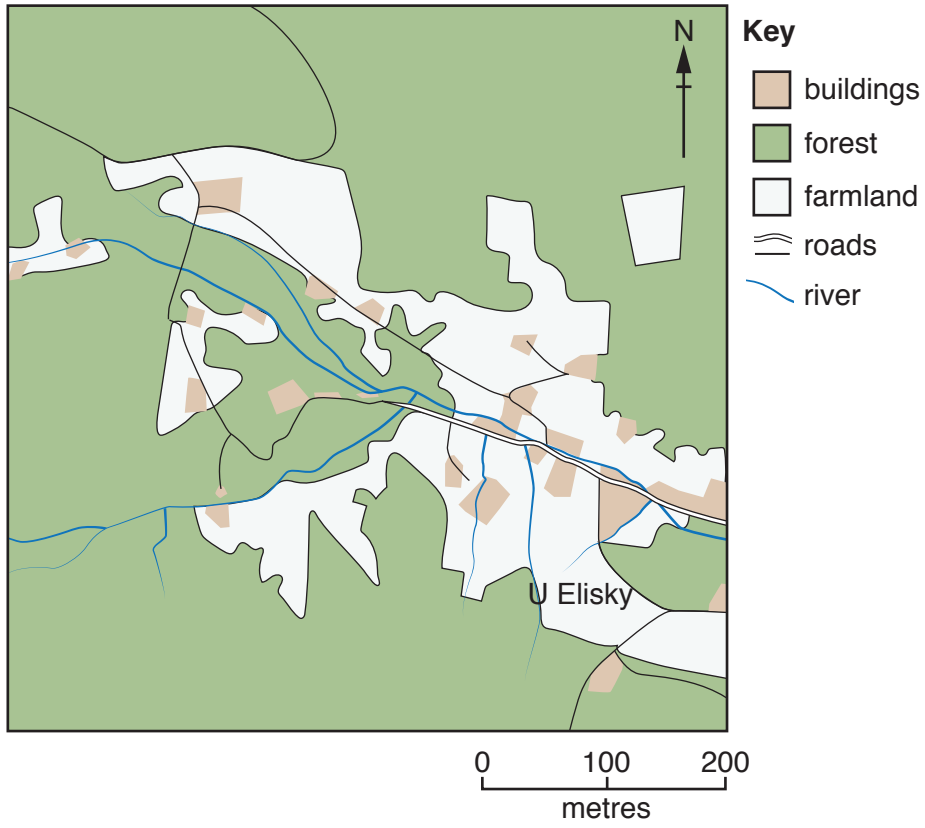 N
Key
buildings
forest
farmland
roads
river
U Elisky
0 100 200
metres